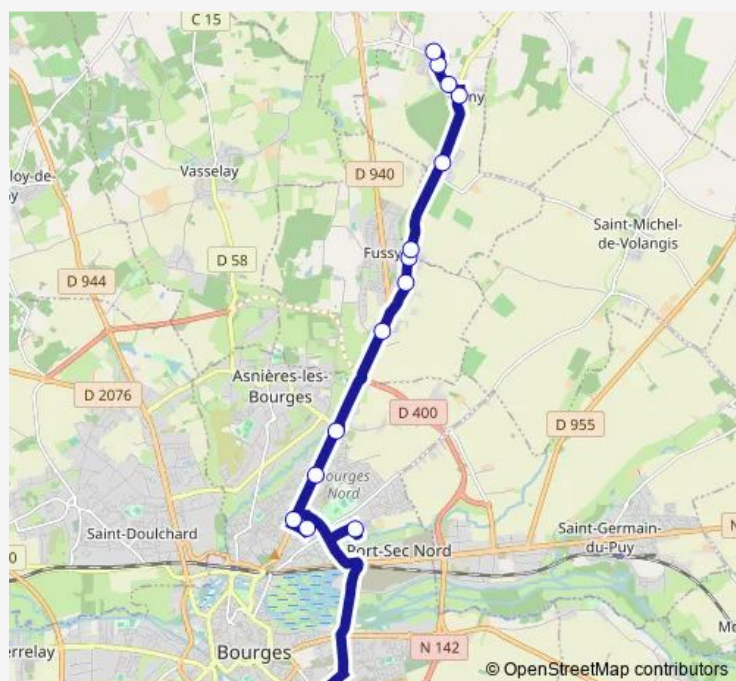 C 15
Vasselay
D 940
Saint-Michel-
de-Volangis
Fussy
D 58
D 944
Asnières-les-
Bourges
D 2076
D 400
D 955
Bourges
Nord
Saint-Doulchard
Port-Sec Nord
Saint-Germain-
du-Puy
Bourges
N 142
© OpenStreetMap contributors